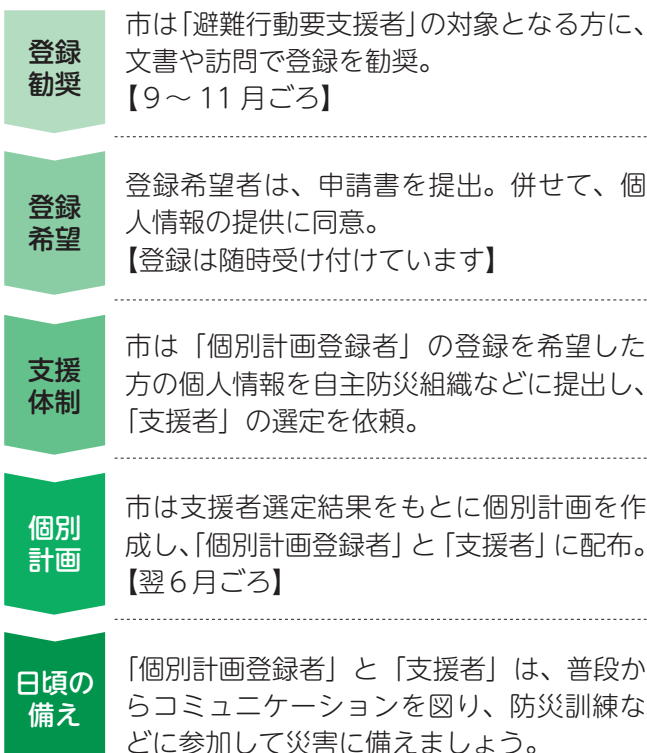 登録
勧奨
市は「避難行動要支援者」の対象となる方に、
文書や訪問で登録を勧奨。
【9～11月ごろ】
登録
希望
登録希望者は、申請書を提出。併せて、個
人情報の提供に同意。
【登録は随時受け付けています】
支援
体制
市は「個別計画登録者」の登録を希望した
方の個人情報を自主防災組織などに提出し、
「支援者」の選定を依頼。
個別
計画
市は支援者選定結果をもとに個別計画を作
成し、「個別計画登録者」と「支援者」に配布。
【翌6月ごろ】
日頃の
備え
「個別計画登録者」と「支援者」は、普段か
らコミュニケーションを図り、防災訓練な
どに参加して災害に備えましょう。